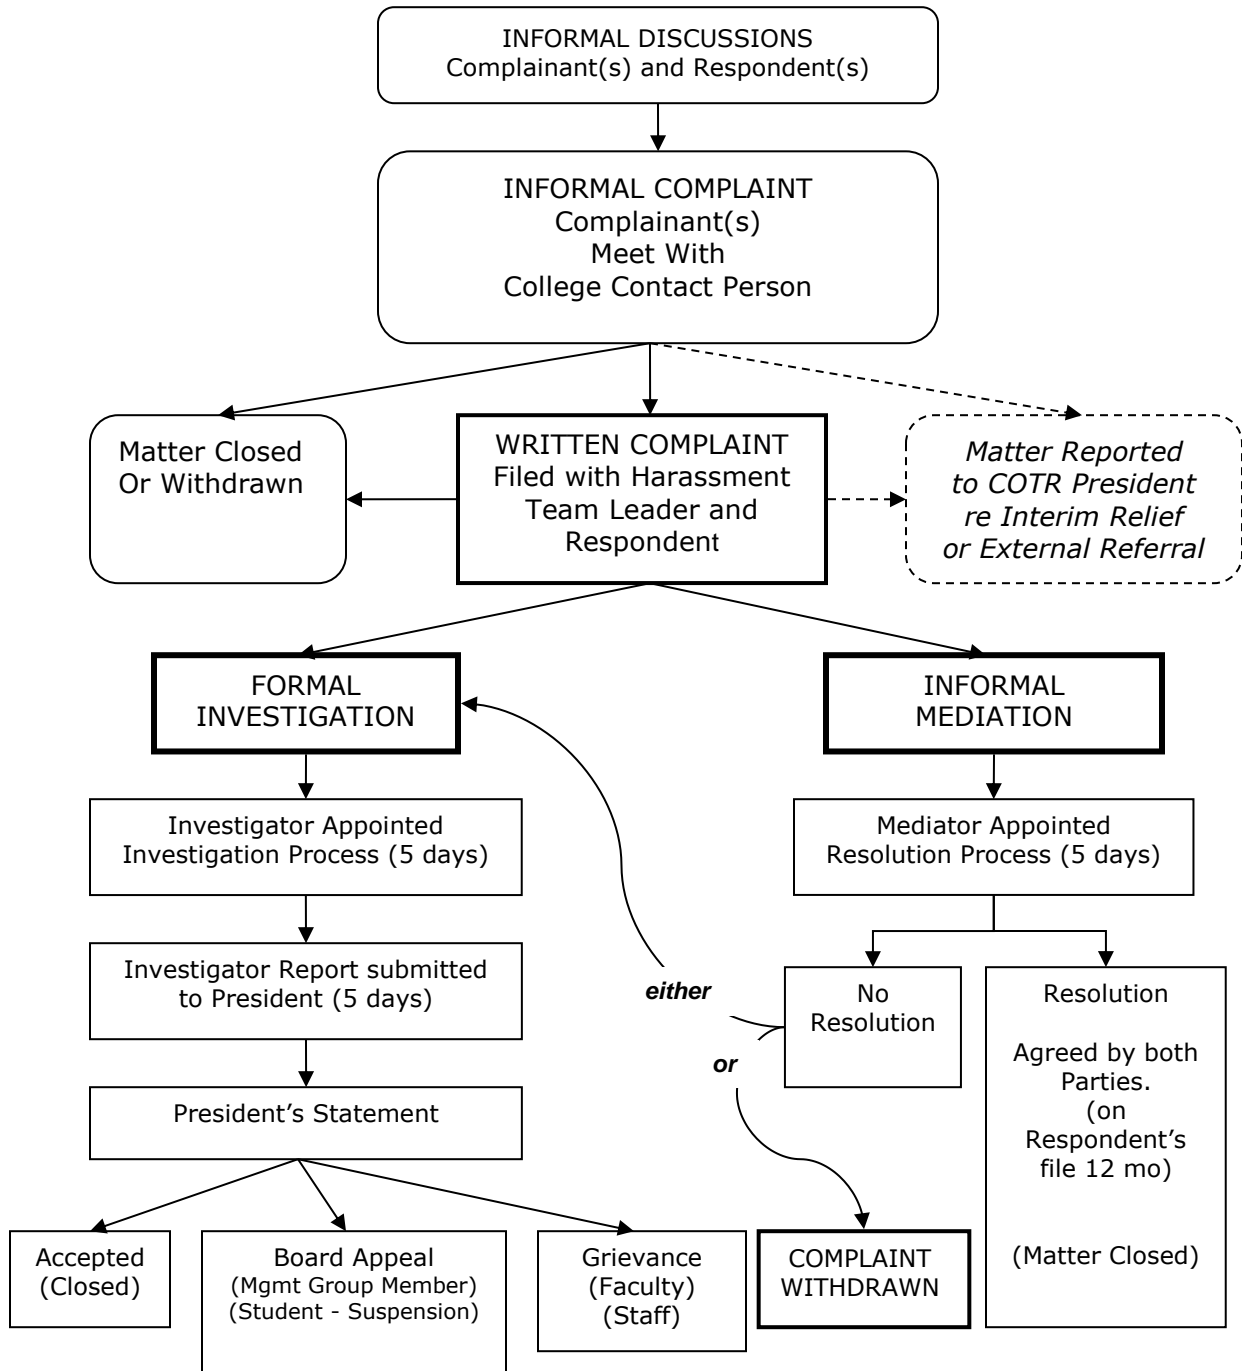 INFORMAL DISCUSSIONS
Complainant(s) and Respondent(s)
INFORMAL COMPLAINT
Complainant(s)
Meet With
College Contact Person
Matter Closed
Or Withdrawn
WRITTEN COMPLAINT
Filed with Harassment
Team Leader and
Respondent
Matter Reported
to COTR President
re Interim Relief
or External Referral
FORMAL
INVESTIGATION
INFORMAL
MEDIATION
Investigator Appointed
Investigation Process (5 days)
Mediator Appointed
Resolution Process (5 days)
Investigator Report submitted
to President (5 days)
either
or
No
Resolution
Resolution
Agreed by both
Parties.
(on
Respondent’s
file 12 mo)
(Matter Closed)
President’s Statement
Accepted
(Closed)
Board Appeal
(Mgmt Group Member)
(Student - Suspension)
Grievance
(Faculty)
(Staff)
COMPLAINT
WITHDRAWN